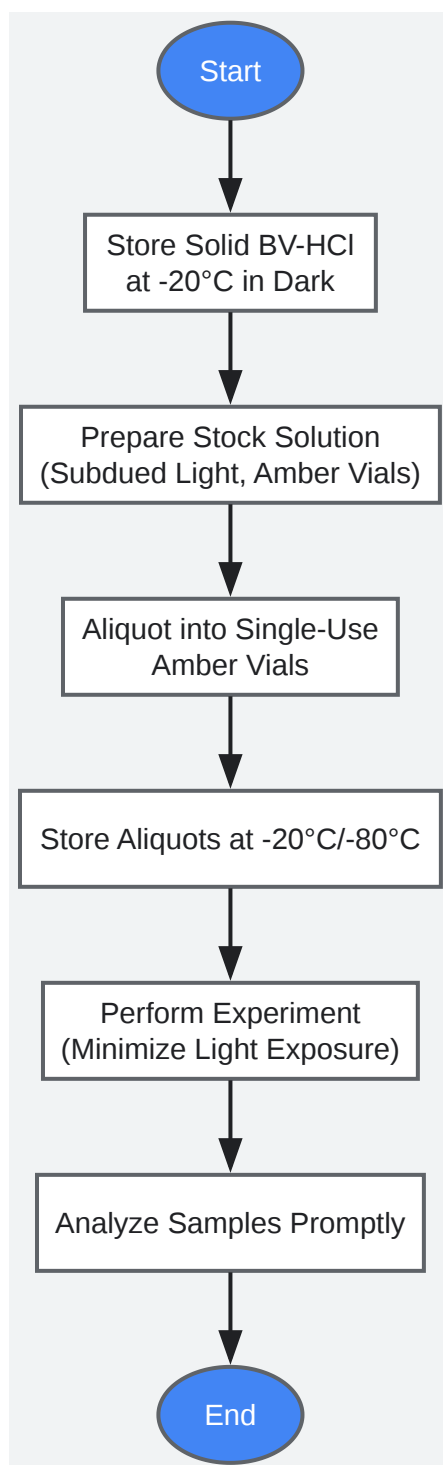 Start
Store Solid BV-HCl
at -20°C in Dark
Prepare Stock Solution
(Subdued Light, Amber Vials)
Aliquot into Single-Use
Amber Vials
Store Aliquots at -20°C/-80°C
Perform Experiment
(Minimize Light Exposure)
Analyze Samples Promptly
End